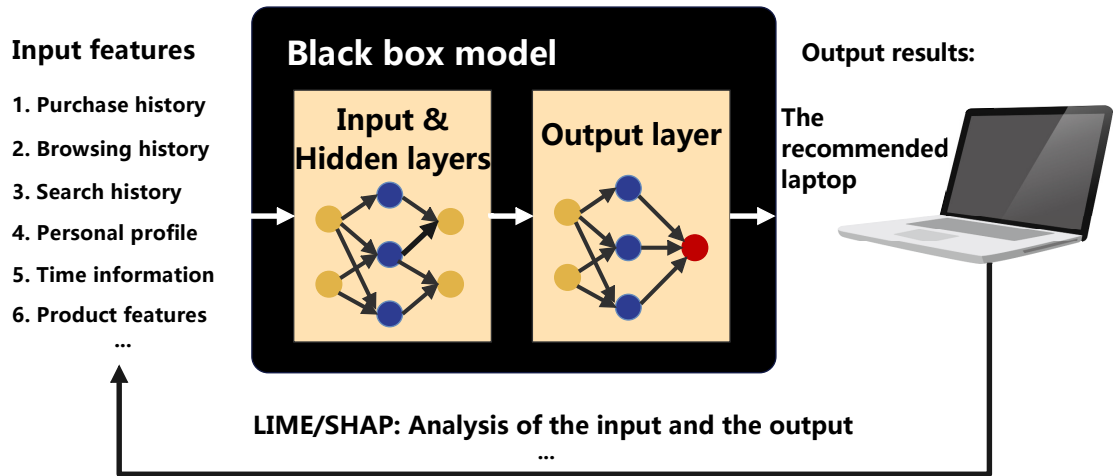 Input features
1. Purchase history
2. Browsing history
3. Search history
4. Personal profile
5. Time information
6. Product features
...
Black box model
Input &
Hidden layers
Output layer
Output results:
The
recommended
laptop
LIME/SHAP: Analysis of the input and the output
...